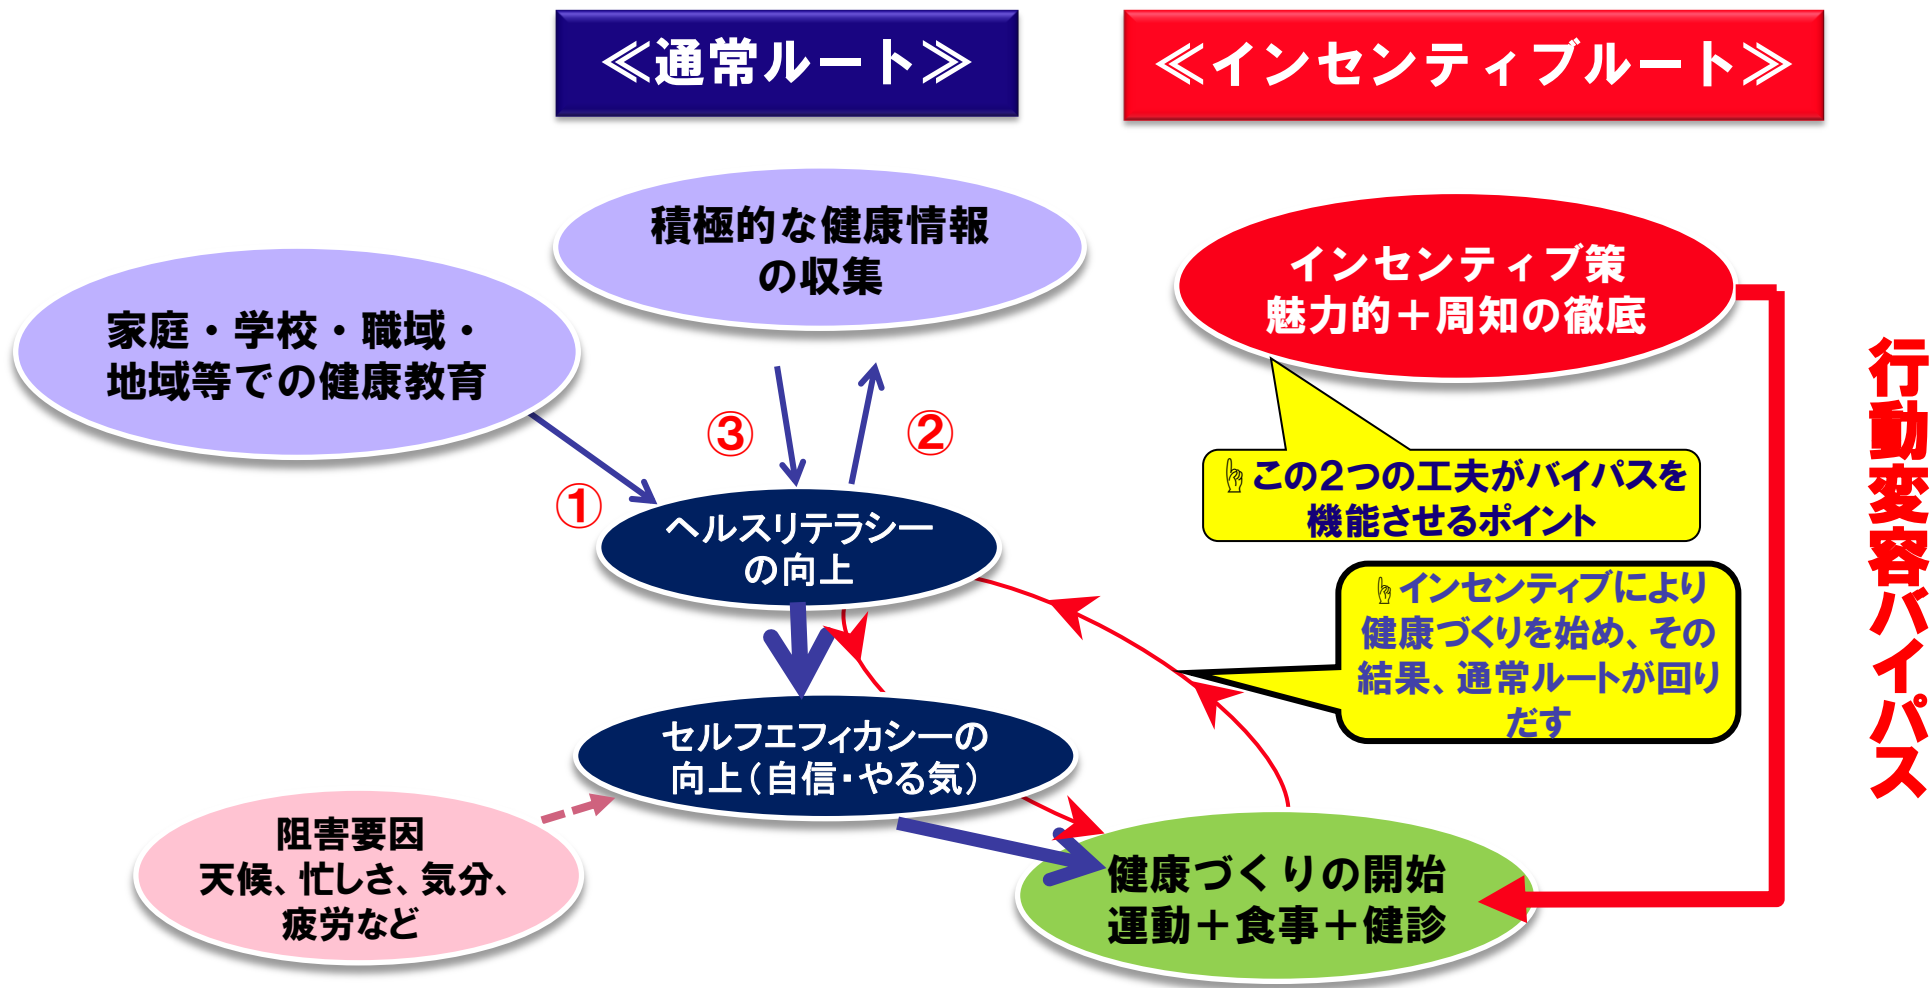 ≪通常ルート≫
≪インセンティブルート≫
積極的な健康情報
の収集
家庭・学校・職域・
地域等での健康教育
インセンティブ策
魅力的＋周知の徹底
③
②
①
☝この２つの工夫がバイパスを
機能させるポイント
ヘルスリテラシー
の向上
☝インセンティブにより
健康づくりを始め、その
結果、通常ルートが回り
だす
セルフエフィカシーの
向上（自信・やる気）
阻害要因
天候、忙しさ、気分、
疲労など
健康づくりの開始
運動＋食事＋健診
行動変容バイパス